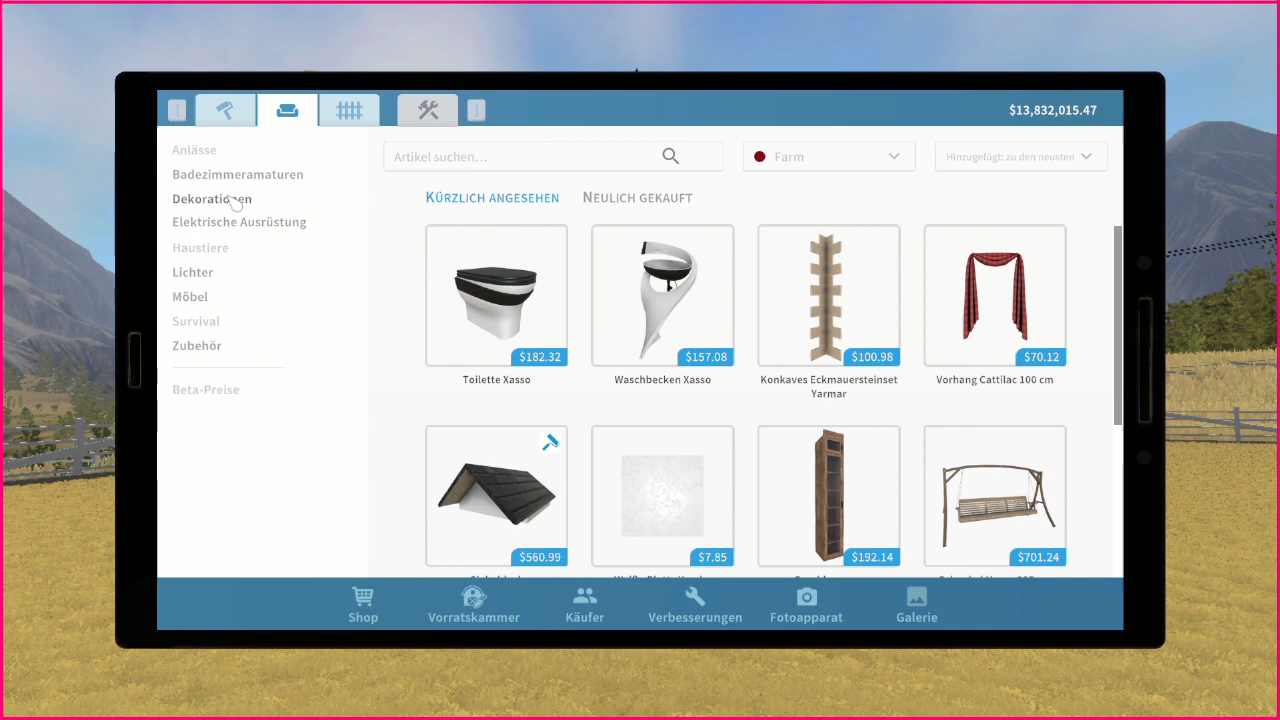 $13,832,015.47
Anlässe
Badezimmeramaturen
Dekorationen
Elektrische Ausrüstung
Haustiere
Lichter
Möbel
Survival
Zubehör
Beta-Preise
Artikel suchen...
Farm
Hinzugefügt: zu den neusten
KÜRZLICH ANGESEHEN
NEULICH GEKAUFT
$182.32
Toilette Xasso
$157.08
Waschbecken Xasso
$100.98
Konkaves Eckmauersteinset
Yarmar
$70.12
Vorhang Cattilac 100 cm
$560.99
$7.85
$192.14
$701.24
Shop
Vorratskammer
Käufer
Verbesserungen
Fotoapparat
Galerie